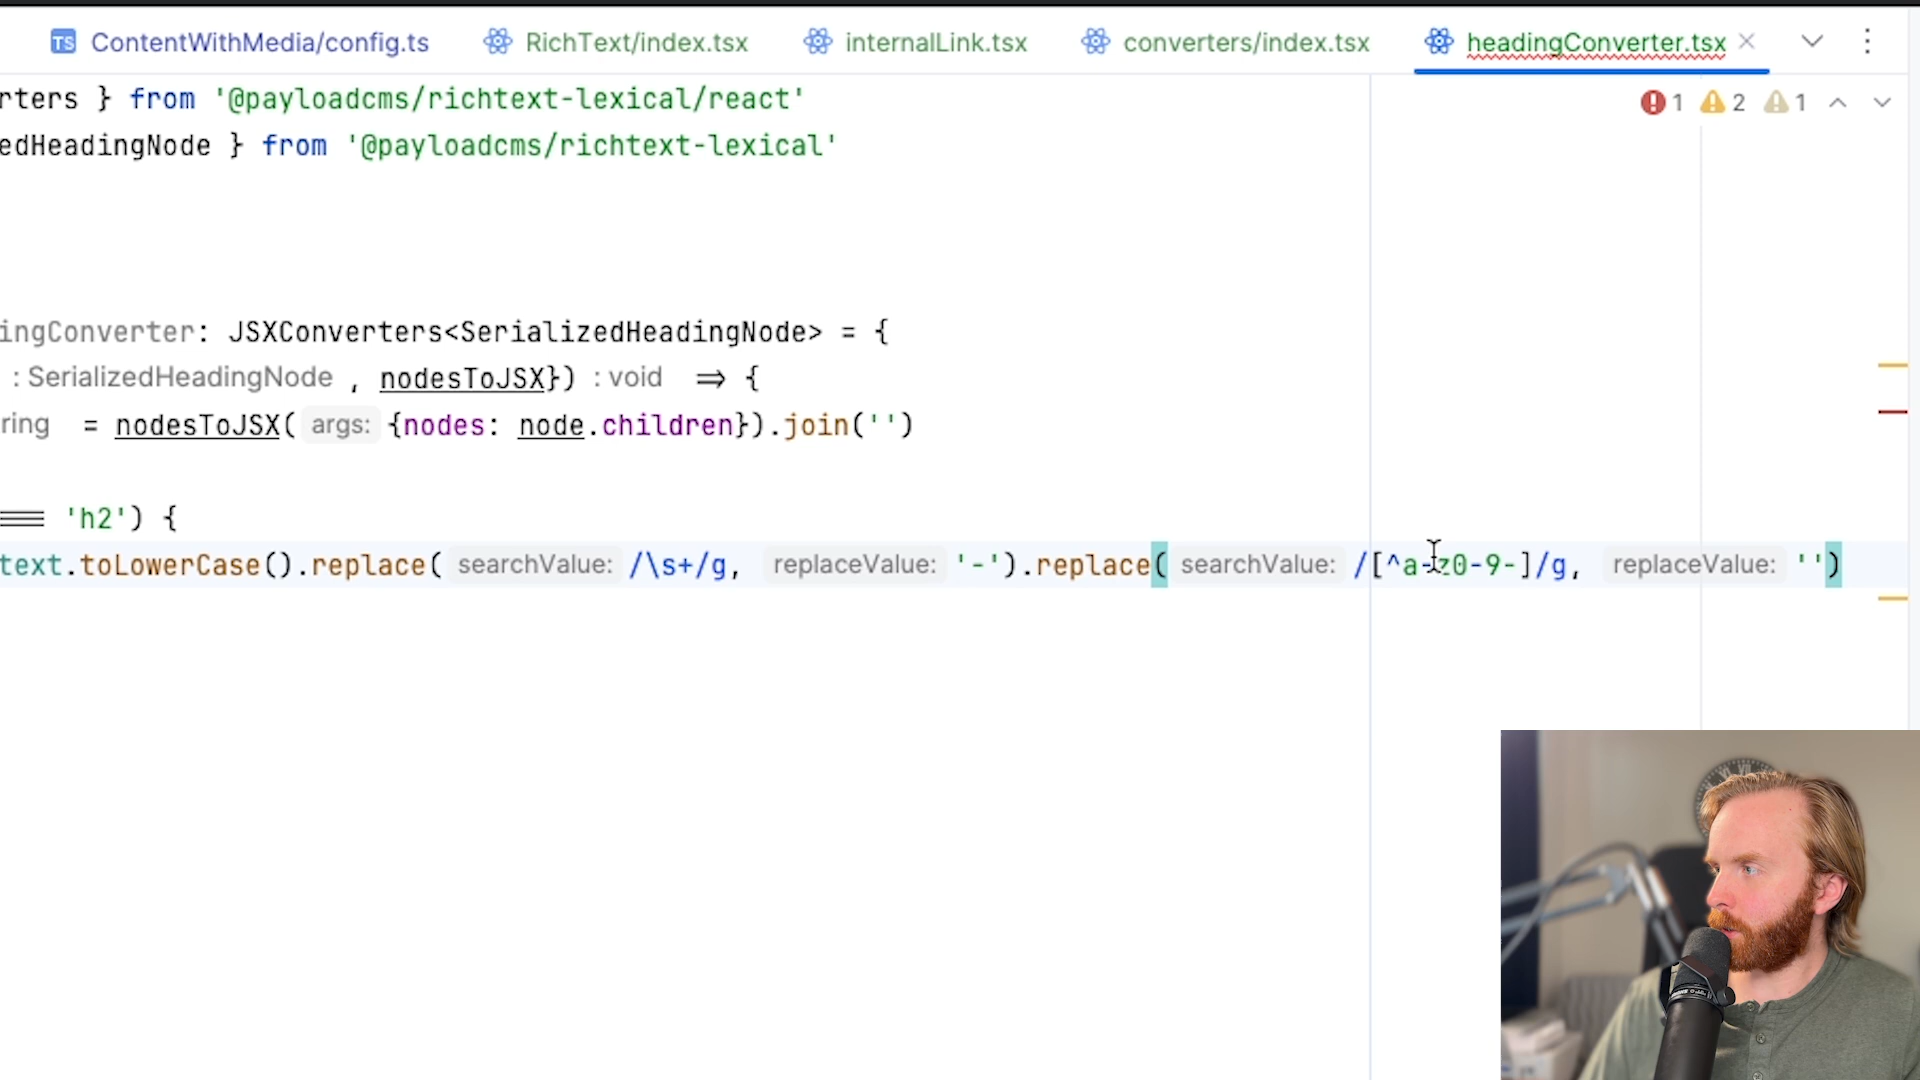 ContentWithMedia/config.ts RichText/index.tsx internalLink.tsx converters/index.tsx headingConverter.tsx
1 2 1
rters } from '@payloadcms/richtext-lexical/react'
edHeadingNode } from '@payloadcms/richtext-lexical'
ingConverter: JSXConverters<SerializedHeadingNode> = {
: SerializedHeadingNode , nodesToJSX}) : void => {
ring = nodesToJSX( args: {nodes: node.children}).join('')
=== 'h2') {
text.toLowerCase().replace( searchValue: /\s+/g, replaceValue: '-').replace( searchValue: /[^a-z0-9-]/g, replaceValue: '')